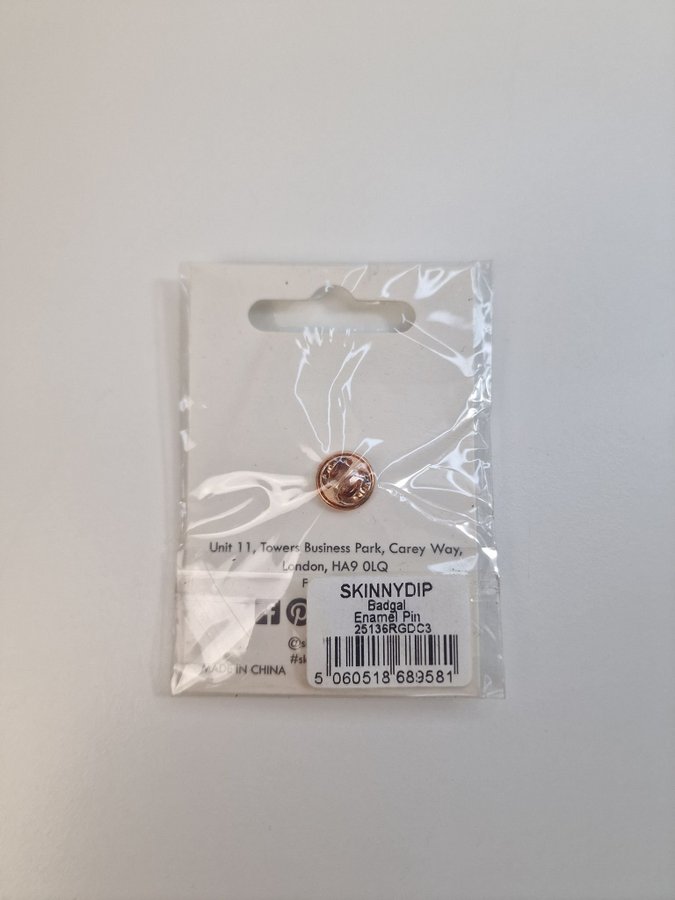 Unit 11, Towers Business Park, Carey Way,
London, HA9 0LQ
SKINNYDIP
Badgal
Enamel Pin
25136RGDC3
5 060518 689581
MADE IN CHINA